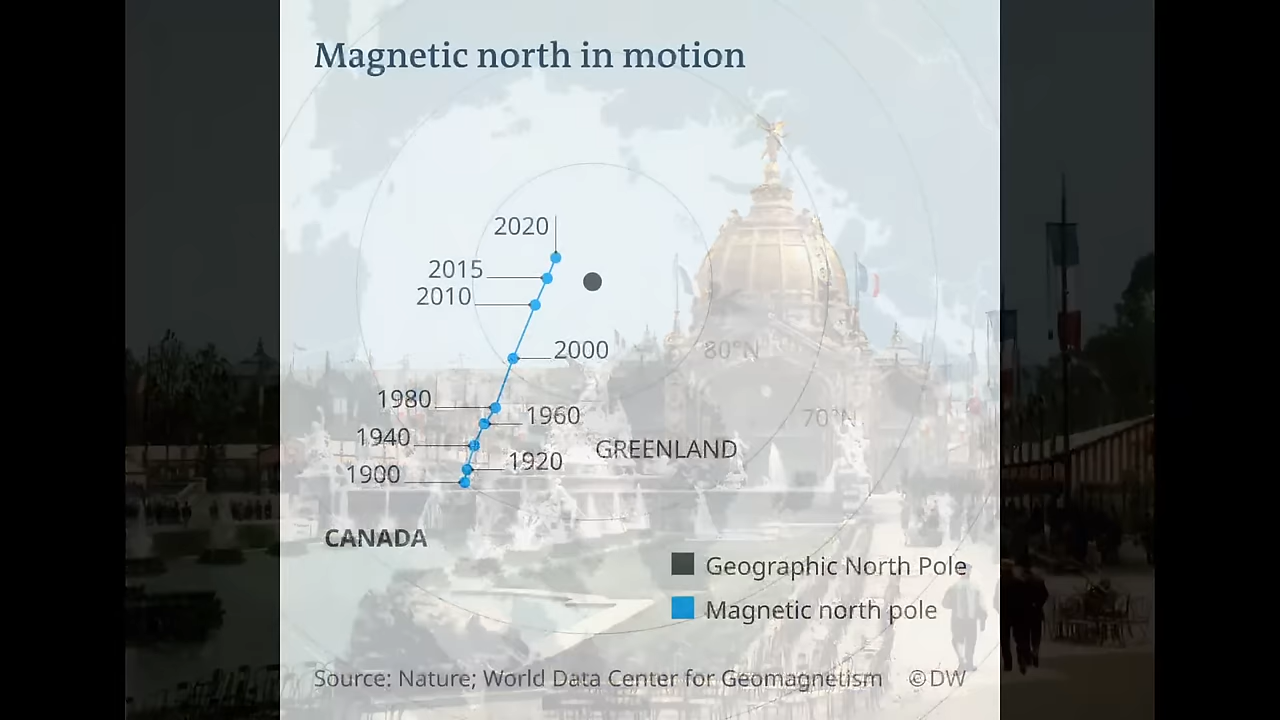 Magnetic north in motion
2020
2015
2010
2000
80°N
1980
1960
70°N
1940
GREENLAND
1920
1900
CANADA
Geographic North Pole
Magnetic north pole
Source: Nature; World Data Center for Geomagnetism ©DW